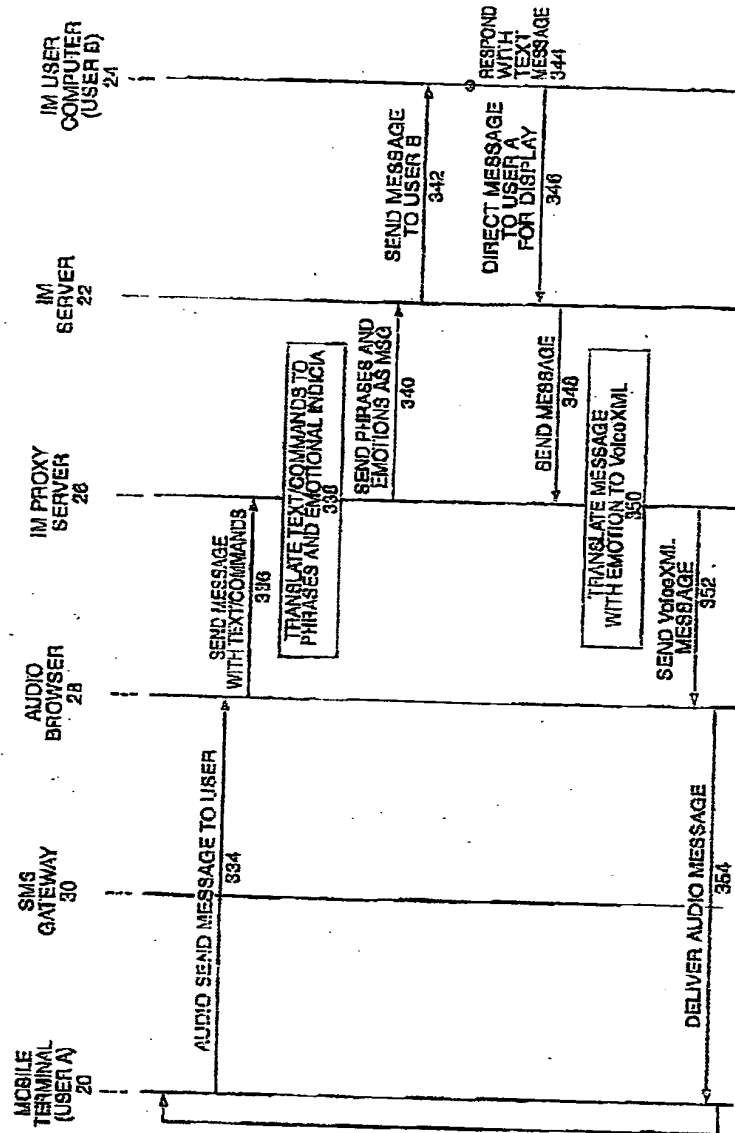 MOBILE
TERMINAL
(USER A)
20
SMS
GATEWAY
30
AUDIO
BROWSER
28
IM PROXY
SERVER
26
IM
SERVER
22
IM USER
COMPUTER
(USER B)
24
AUDIO SEND MESSAGE TO USER
334
SEND MESSAGE
WITH TEXT/COMMANDS
336
TRANSLATE TEXT/COMMANDS TO
PHRASES AND EMOTIONAL INDICIA
338
SEND PHRASES AND
EMOTIONS AS MSG
340
SEND MESSAGE
TO USER B
342
RESPOND
WITH
TEXT
MESSAGE
344
DIRECT MESSAGE
TO USER A
FOR DISPLAY
346
SEND MESSAGE
348
TRANSLATE MESSAGE
WITH EMOTION TO VoiceXML
350
SEND VoiceXML
MESSAGE
352
DELIVER AUDIO MESSAGE
354